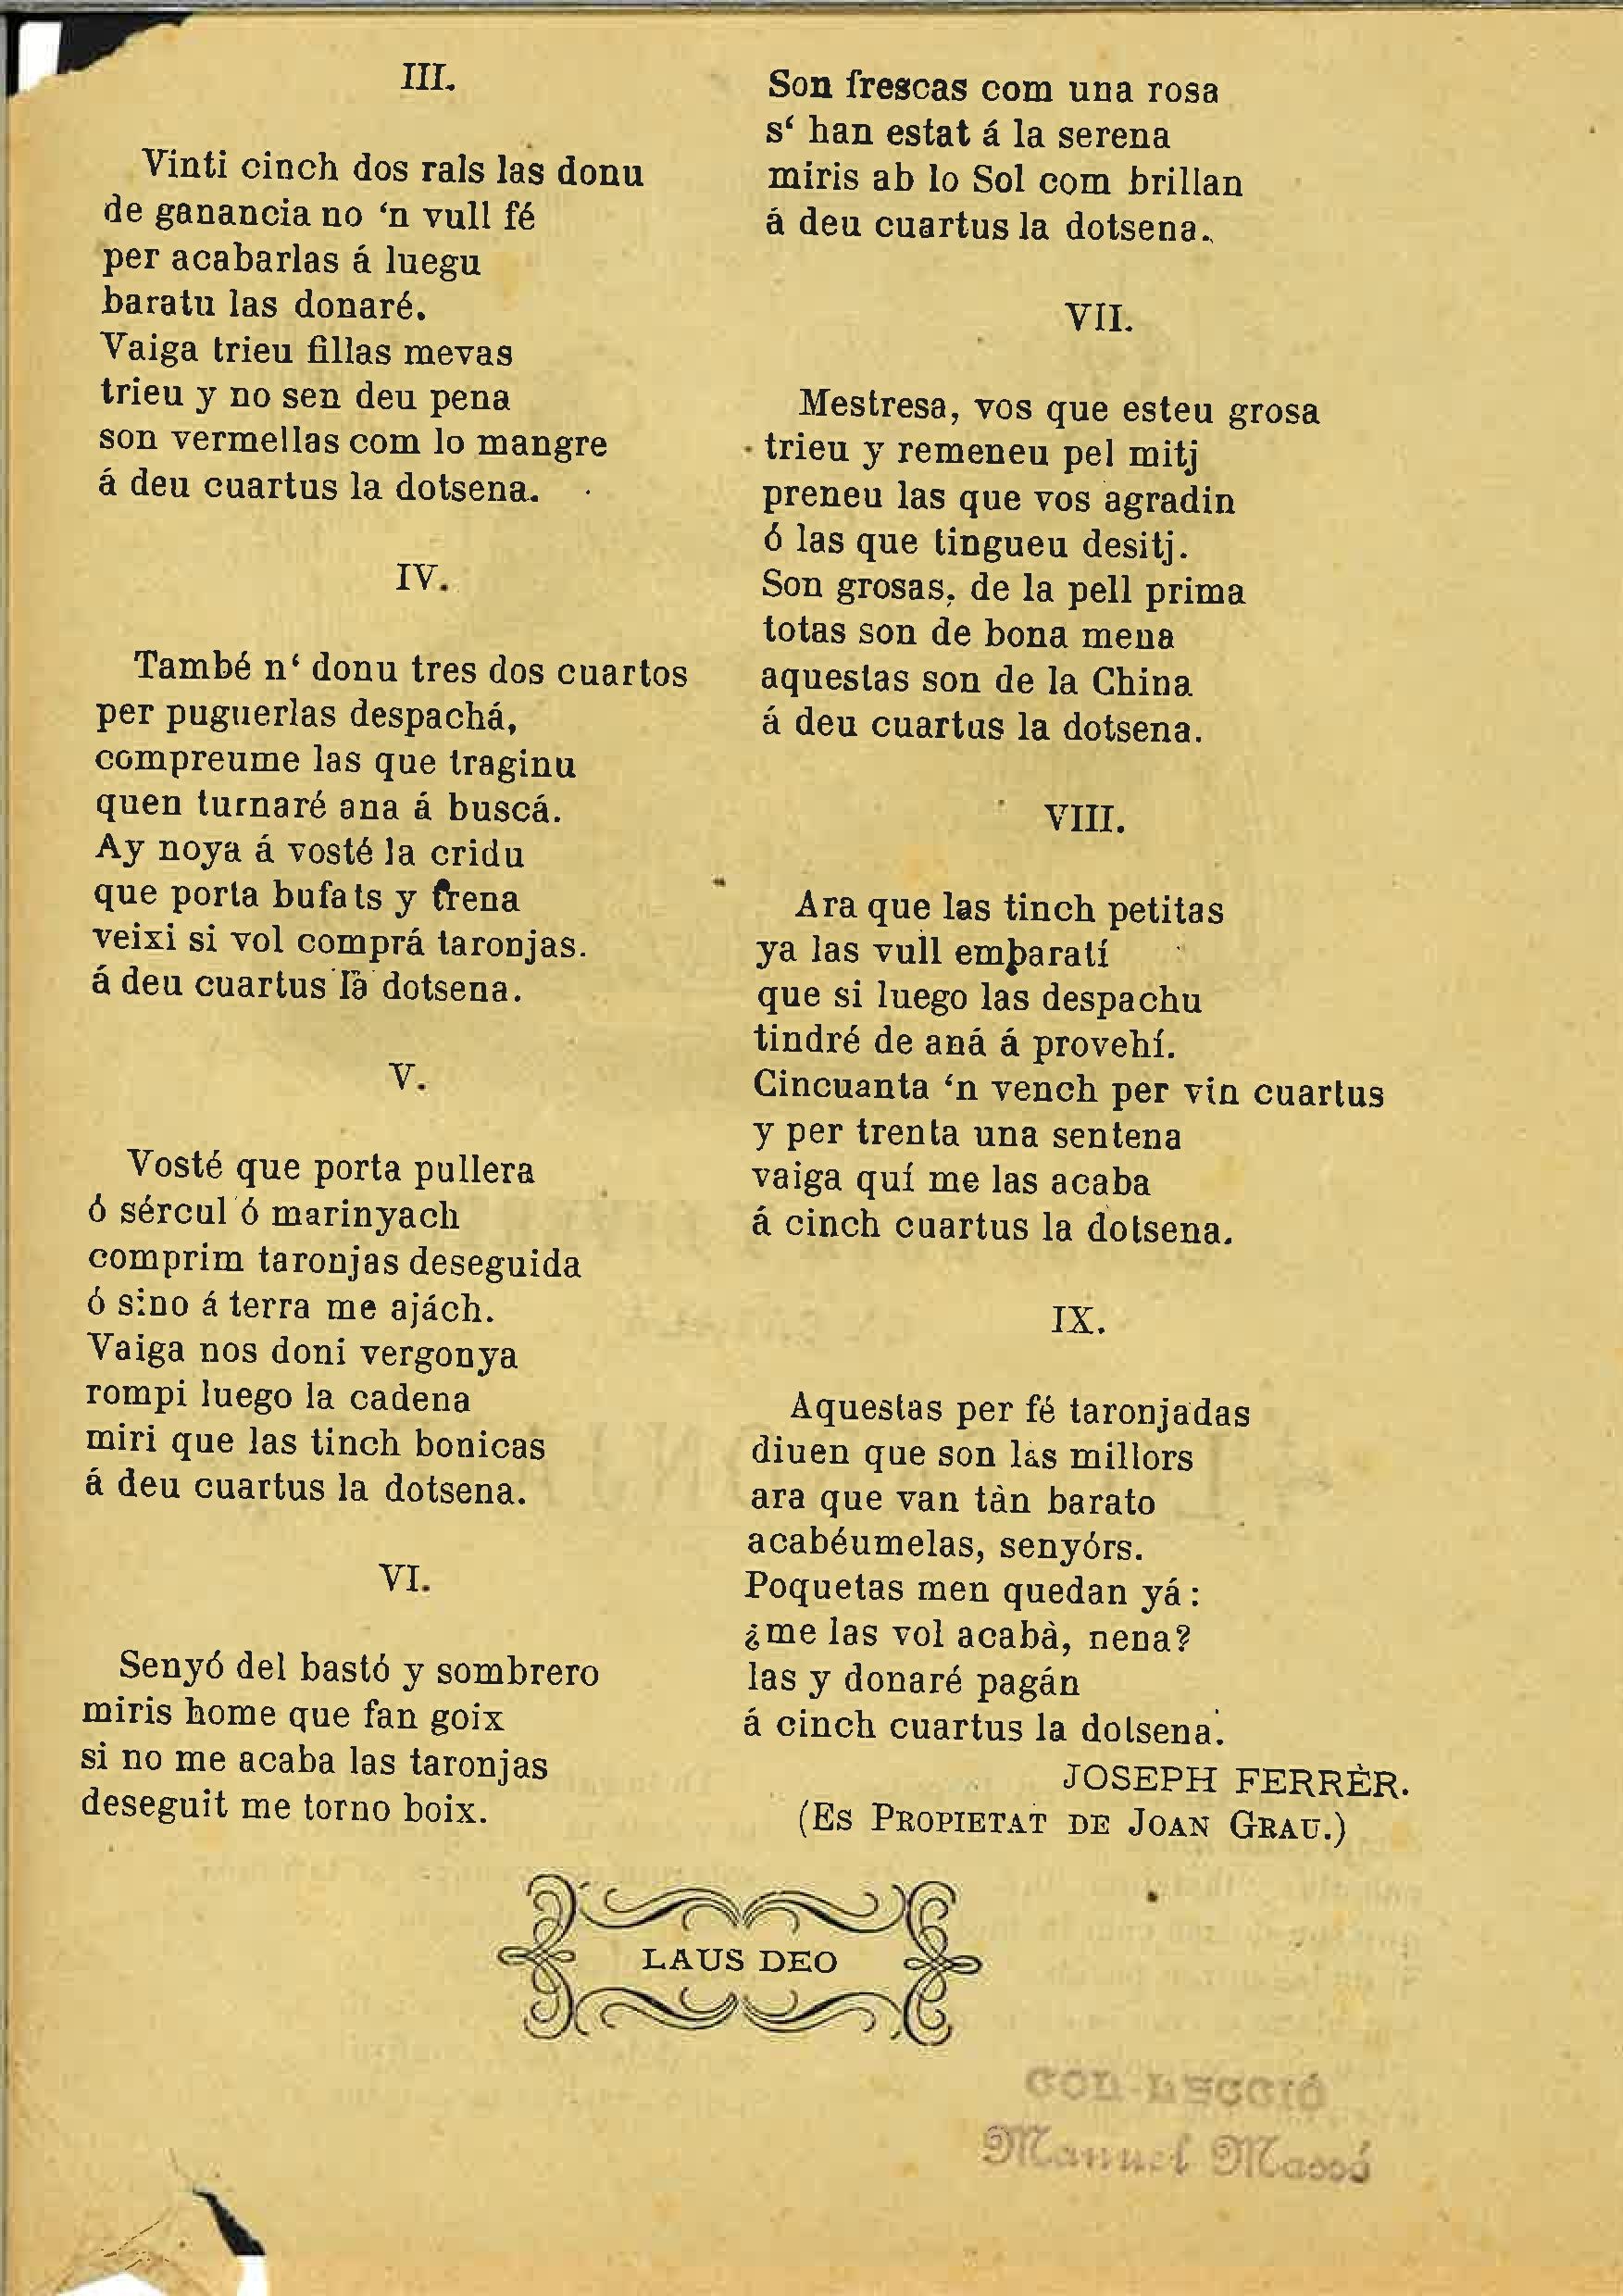 III.
Vinti cinch dos rals las donu
de ganancia no ‘n vull fé
per acabarlas á luegu
baratu las donaré.
Vaiga trieu fillas mevas
trieu y no sen deu pena
son vermellas com lo mangre
á deu cuartus la dotsena.
IV.
També n‘ donu tres dos cuartos
per puguerlas despachá,
compreume las que traginu
quen turnaré ana á buscá.
Ay noya á vosté la cridu
que porta bufats y trena
veixi si vol comprá taronjas.
á deu cuartus la dotsena.
V.
Vosté que porta pullera
ó sércul ó marinyach
comprim taronjas deseguida
ó sino á terra me ajách.
Vaiga nos doni vergonya
rompi luego la cadena
miri que las tinch bonicas
á deu cuartus la dotsena.
VI.
Senyó del bastó y sombrero
miris home que fan goix
si no me acaba las taronjas
deseguit me torno boix.
Son frescas com una rosa
s‘ han estat á la serena
miris ab lo Sol com brillan
á deu cuartus la dotsena.
VII.
Mestresa, vos que esteu grosa
trieu y remeneu pel mitj
preneu las que vos agradin
ó las que tingueu desitj.
Son grosas, de la pell prima
totas son de bona mena
aquestas son de la China
á deu cuartus la dotsena.
VIII.
Ara que las tinch petitas
ya las vull embaratí
que si luego las despachu
tindré de aná á provehí.
Cincuanta ‘n vench per vin cuartus
y per trenta una sentena
vaiga quí me las acaba
á cinch cuartus la dotsena.
IX.
Aquestas per fé taronjadas
diuen que son las millors
ara que van tàn barato
acabéumelas, senyórs.
Poquetas men quedan yá:
¿me las vol acabà, nena?
las y donaré pagán
á cinch cuartus la dotsena.
JOSEPH FERRÈR.
(ES PROPIETAT DE JOAN GRAU.)
LAUS DEO
COL·LECCIÓ
Manuel Massó